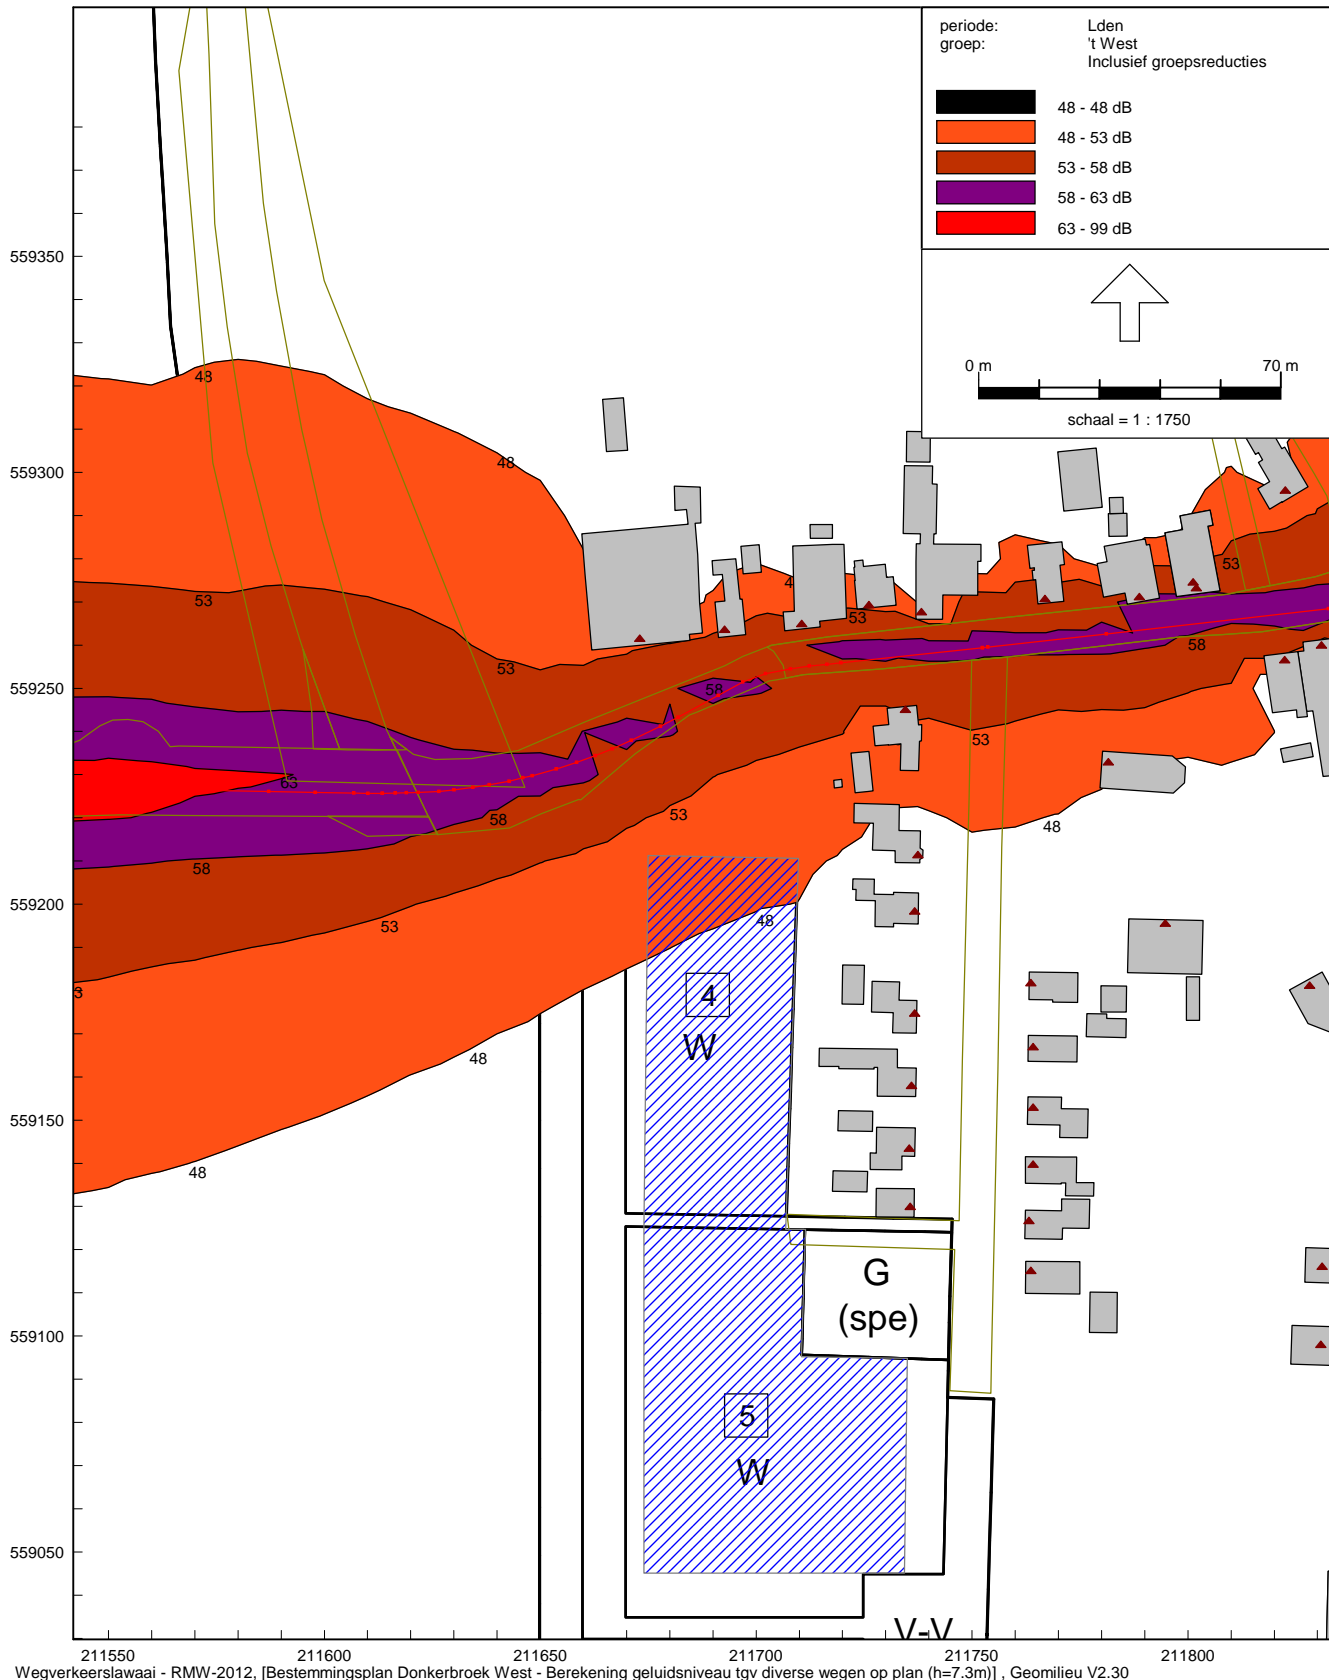 periode: Lden
groep: 't West
Inclusief groepsreducties
48 - 48 dB
48 - 53 dB
53 - 58 dB
58 - 63 dB
63 - 99 dB
0 m 70 m
schaal = 1 : 1750
559350
559300
559250
559200
559150
559100
559050
48
48
53
53
58
53
53
58
58
53
63
58
53
48
58
53
48
3
48
48
4
W
G
(spe)
5
W
V-V
211550 211600 211650 211700 211750 211800
Wegverkeerslawaai - RMW-2012, [Bestemmingsplan Donkerbroek West - Berekening geluidsniveau tgv diverse wegen op plan (h=7.3m)] , Geomilieu V2.30